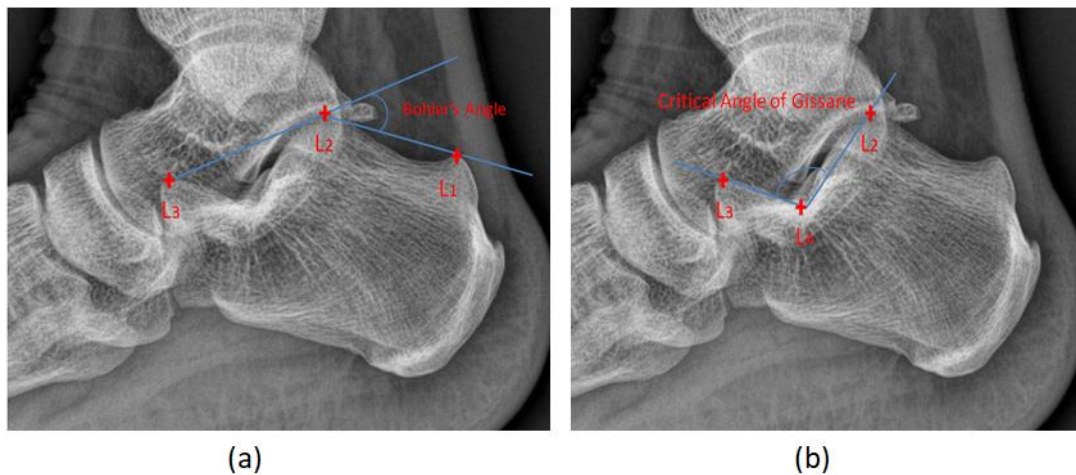 Bohler's Angle
L2
L1
L3
(a)
Critical Angle of Gissane
L2
L3
L4
(b)